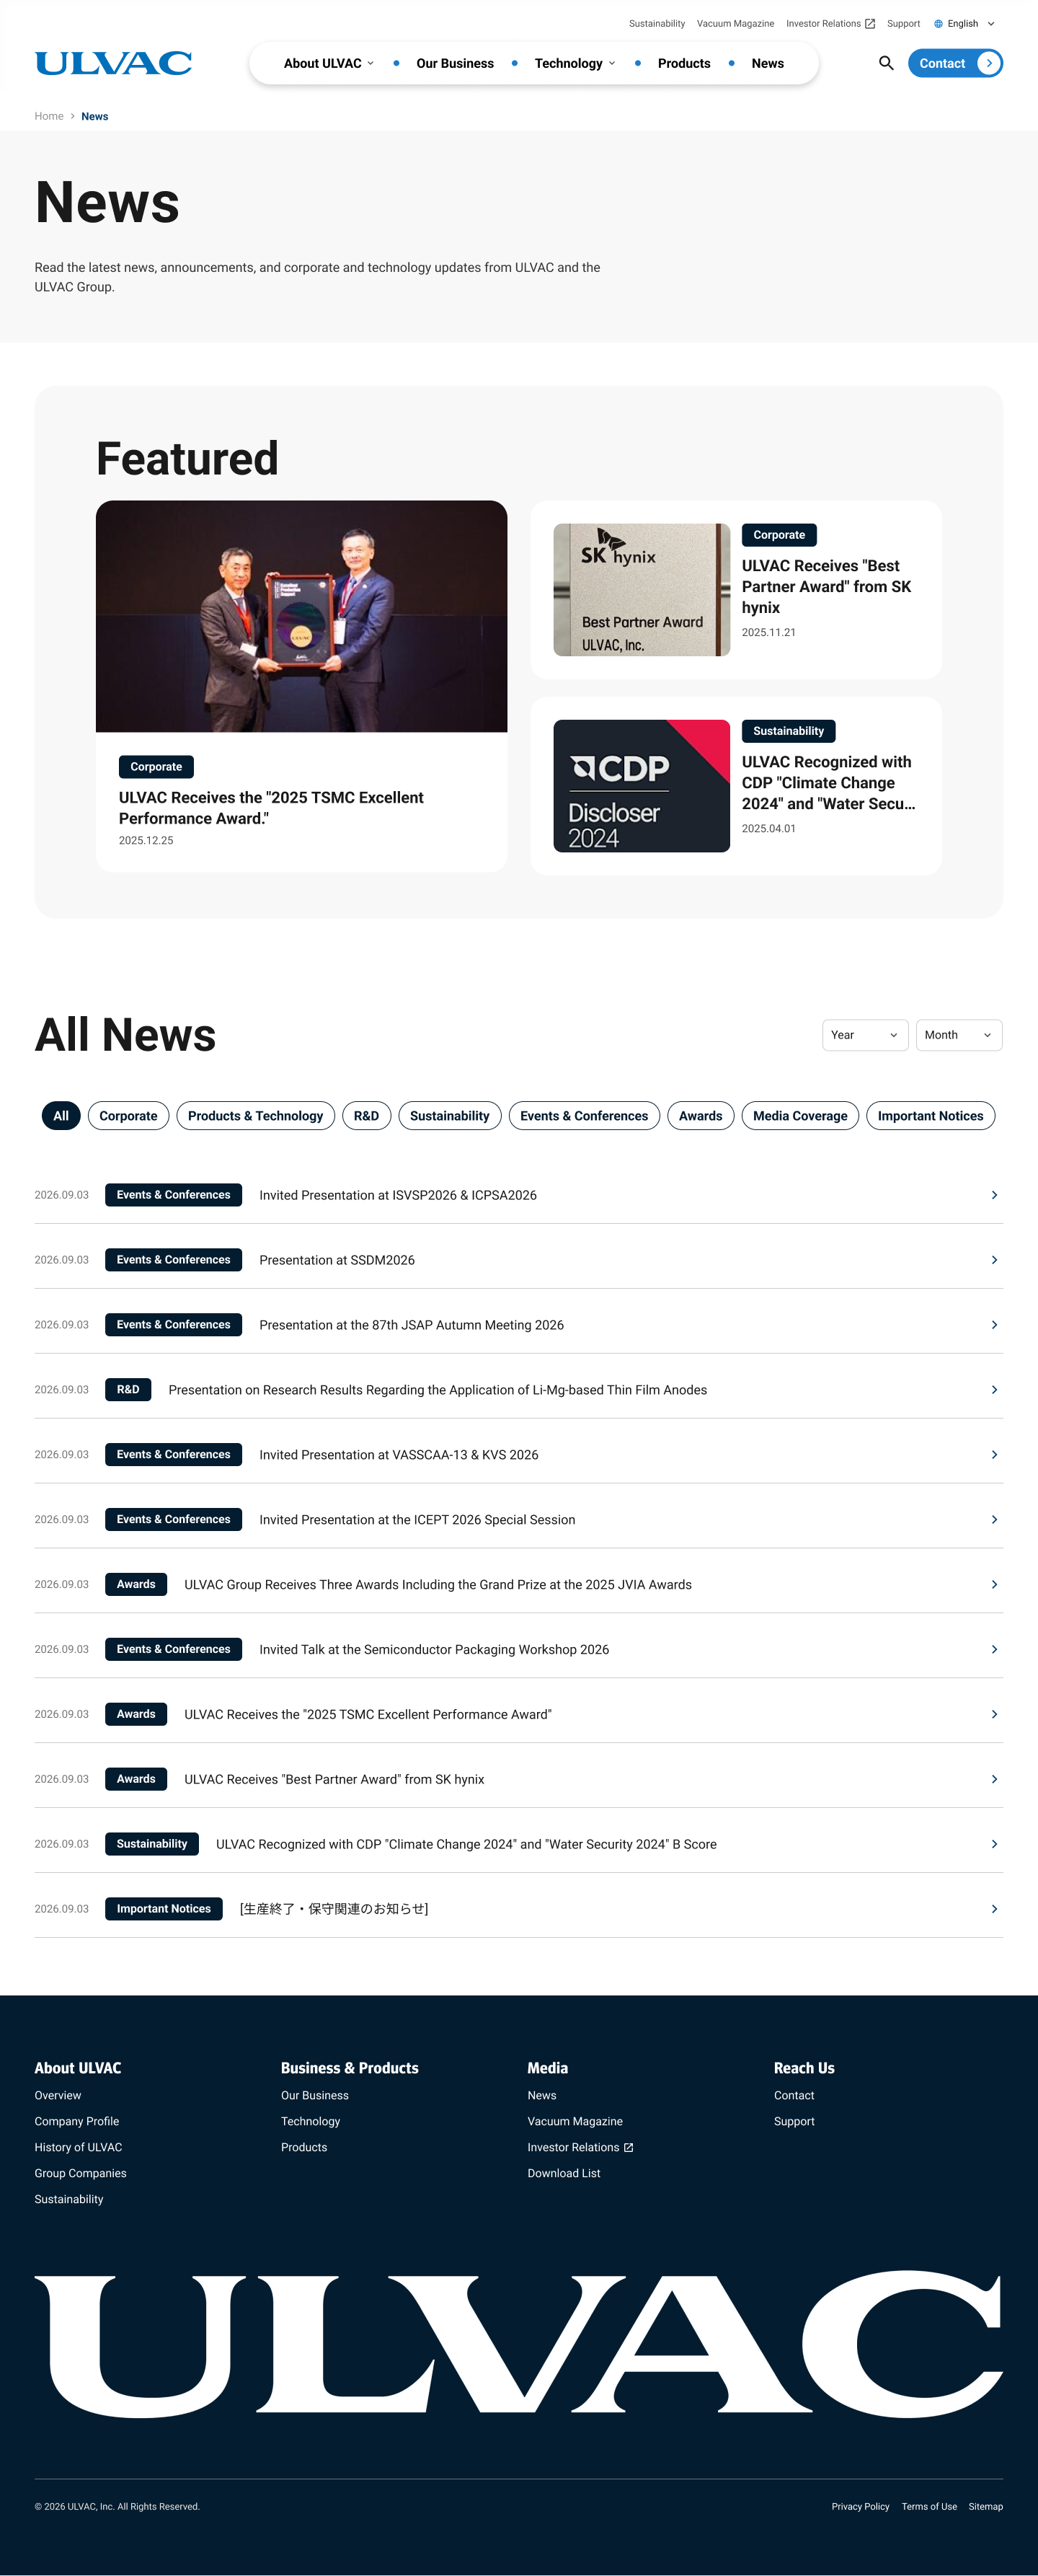 Sustainability Vacuum Magazine Investor Relations Support English
ULVAC About ULVAC Our Business Technology Products News Contact
Home > News
News
Read the latest news, announcements, and corporate and technology updates from ULVAC and the
ULVAC Group.
Featured
Corporate
ULVAC Receives the "2025 TSMC Excellent
Performance Award."
2025.12.25
SK hynix
Best Partner Award
ULVAC, Inc.
Corporate
ULVAC Receives "Best
Partner Award" from SK
hynix
2025.11.21
CDP
Discloser
2024
Sustainability
ULVAC Recognized with
CDP "Climate Change
2024" and "Water Secu...
2025.04.01
All News
Year Month
All Corporate Products & Technology R&D Sustainability Events & Conferences Awards Media Coverage Important Notices
2026.09.03 Events & Conferences Invited Presentation at ISVSP2026 & ICPSA2026
2026.09.03 Events & Conferences Presentation at SSDM2026
2026.09.03 Events & Conferences Presentation at the 87th JSAP Autumn Meeting 2026
2026.09.03 R&D Presentation on Research Results Regarding the Application of Li-Mg-based Thin Film Anodes
2026.09.03 Events & Conferences Invited Presentation at VASSCAA-13 & KVS 2026
2026.09.03 Events & Conferences Invited Presentation at the ICEPT 2026 Special Session
2026.09.03 Awards ULVAC Group Receives Three Awards Including the Grand Prize at the 2025 JVIA Awards
2026.09.03 Events & Conferences Invited Talk at the Semiconductor Packaging Workshop 2026
2026.09.03 Awards ULVAC Receives the "2025 TSMC Excellent Performance Award"
2026.09.03 Awards ULVAC Receives "Best Partner Award" from SK hynix
2026.09.03 Sustainability ULVAC Recognized with CDP "Climate Change 2024" and "Water Security 2024" B Score
2026.09.03 Important Notices [生産終了・保守関連のお知らせ]
About ULVAC
Overview
Company Profile
History of ULVAC
Group Companies
Sustainability
Business & Products
Our Business
Technology
Products
Media
News
Vacuum Magazine
Investor Relations
Download List
Reach Us
Contact
Support
ULVAC
© 2026 ULVAC, Inc. All Rights Reserved.
Privacy Policy Terms of Use Sitemap